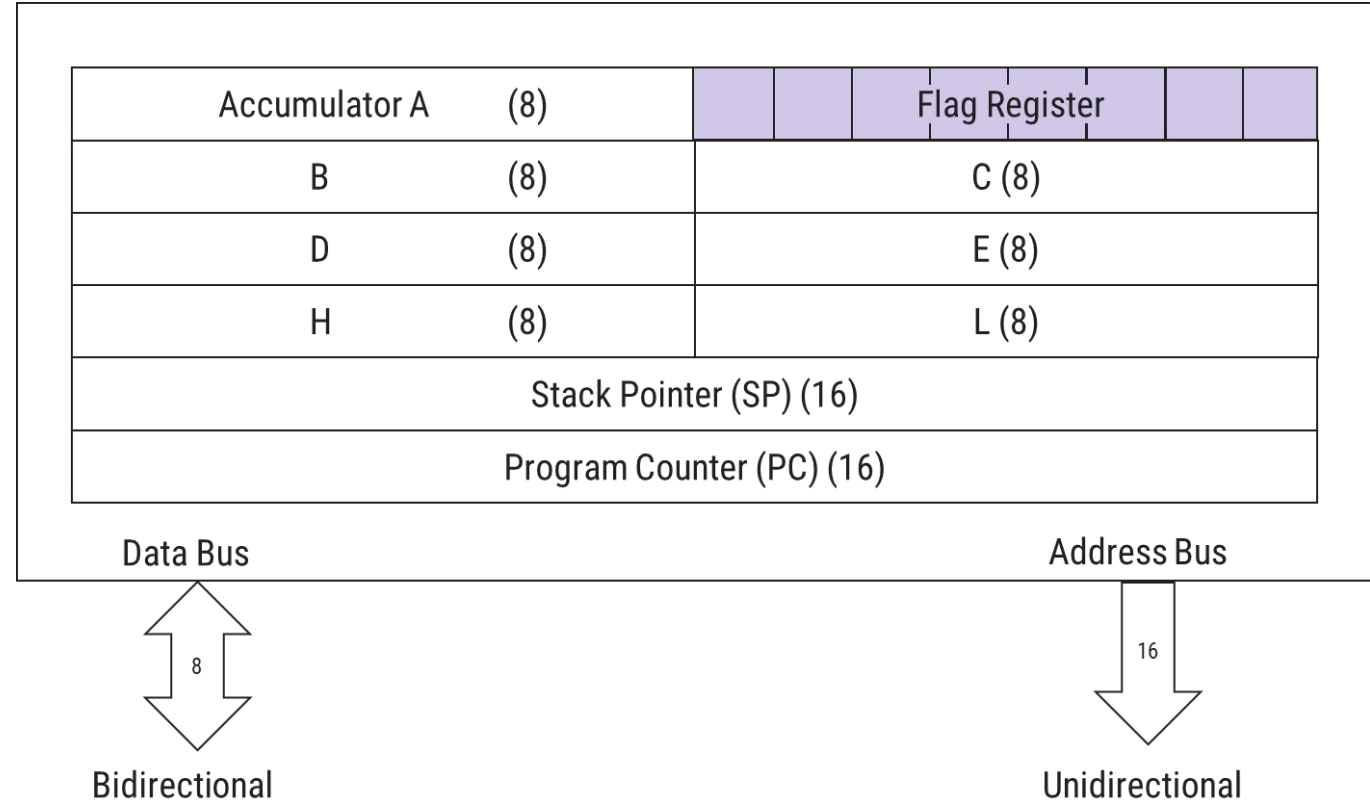 Accumulator A (8) Flag Register
B (8) C (8)
D (8) E (8)
H (8) L (8)
Stack Pointer (SP) (16)
Program Counter (PC) (16)
Data Bus Address Bus
8 16
Bidirectional Unidirectional